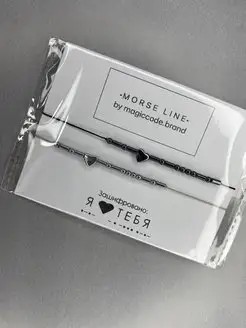 -MORSE LINE-
by magiccode.brand
Зашифровано:
Я ♥ ТЕБЯ